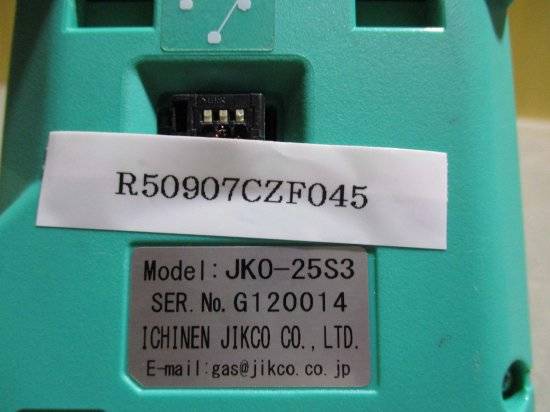 R50907CZF045
Model: JKO-25S3
SER. No. G120014
ICHINEN JIKCO CO., LTD.
E-mail:gas@jikco.co.jp